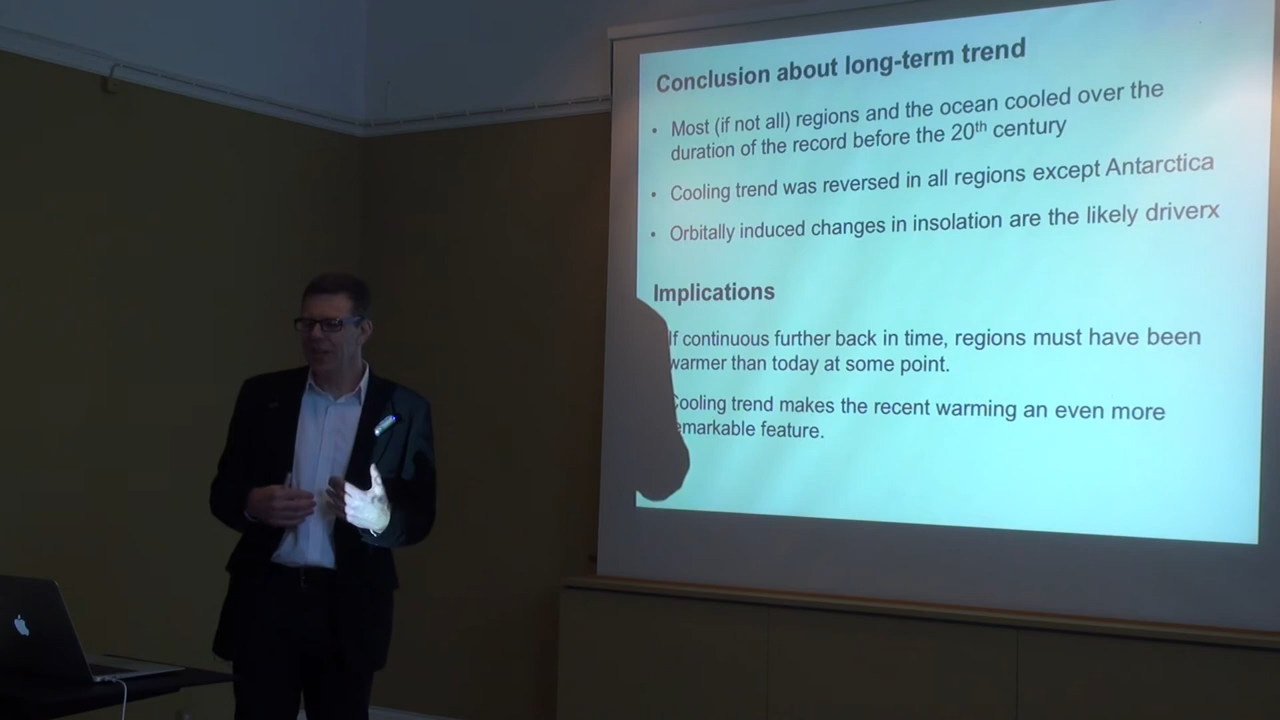 Conclusion about long-term trend
• Most (if not all) regions and the ocean cooled over the
duration of the record before the 20th century
• Cooling trend was reversed in all regions except Antarctica
• Orbitally induced changes in insolation are the likely driverx
Implications
If continuous further back in time, regions must have been
warmer than today at some point.
Cooling trend makes the recent warming an even more
emarkable feature.